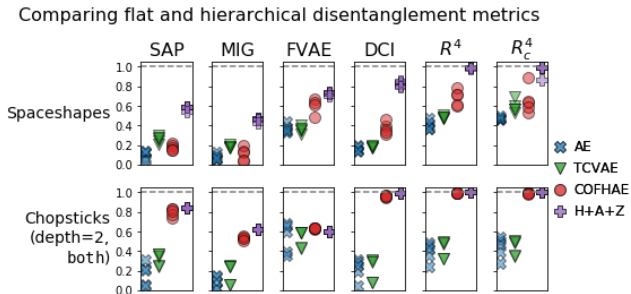 Comparing flat and hierarchical disentanglement metrics
SAP MIG FVAE DCI R⁴ R⁴c
1.0
0.8
Spaceshapes 0.6
0.4
0.2
0.0
AE
TCVAE
COFHAE
H+A+Z
1.0
Chopsticks 0.8
(depth=2, 0.6
both) 0.4
0.2
0.0